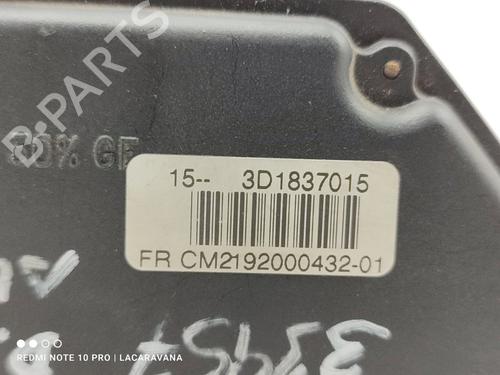 B-PARTS
30% GF
15-- 3D1837015
FR CM2192000432-01
REDMI NOTE 10 PRO | LACARAVANA